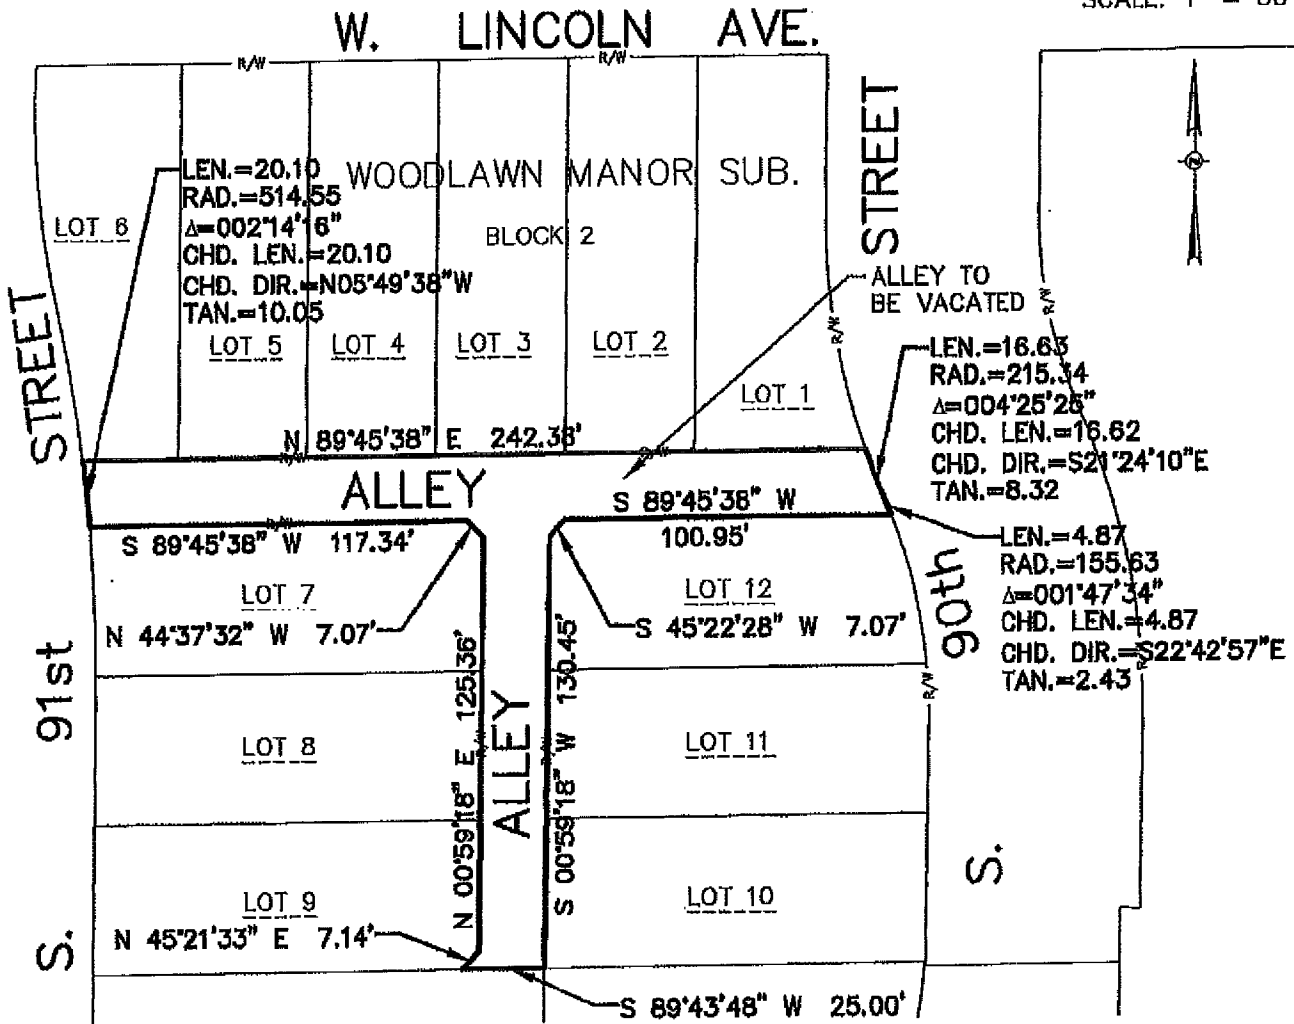 W. LINCOLN AVE.
R/W
R/W
STREET
LEN.=20.10
RAD.=514.55
Δ=002°14'16"
CHD. LEN.=20.10
CHD. DIR.=N05°49'38"W
TAN.=10.05
WOODLAWN MANOR SUB.
BLOCK 2
LOT 6
LOT 5
LOT 4
LOT 3
LOT 2
LOT 1
ALLEY TO
BE VACATED
R/W
R/W
STREET
LEN.=16.63
RAD.=215.34
Δ=004°25'25"
CHD. LEN.=16.62
CHD. DIR.=S21°24'10"E
TAN.=8.32
N 89°45'38" E 242.38'
R/W
R/W
ALLEY
S 89°45'38" W
100.95'
R/W
S 89°45'38" W 117.34'
LEN.=4.87
RAD.=155.63
Δ=001°47'34"
CHD. LEN.=4.87
CHD. DIR.=S22°42'57"E
TAN.=2.43
LOT 7
N 44°37'32" W 7.07'
LOT 12
S 45°22'28" W 7.07'
90th
R/W
R/W
91st
N 00°59'18" E 125.36'
R/W
ALLEY
S 00°59'18" W 130.45'
R/W
LOT 8
LOT 11
LOT 9
LOT 10
S.
S.
N 45°21'33" E 7.14'
S 89°43'48" W 25.00'